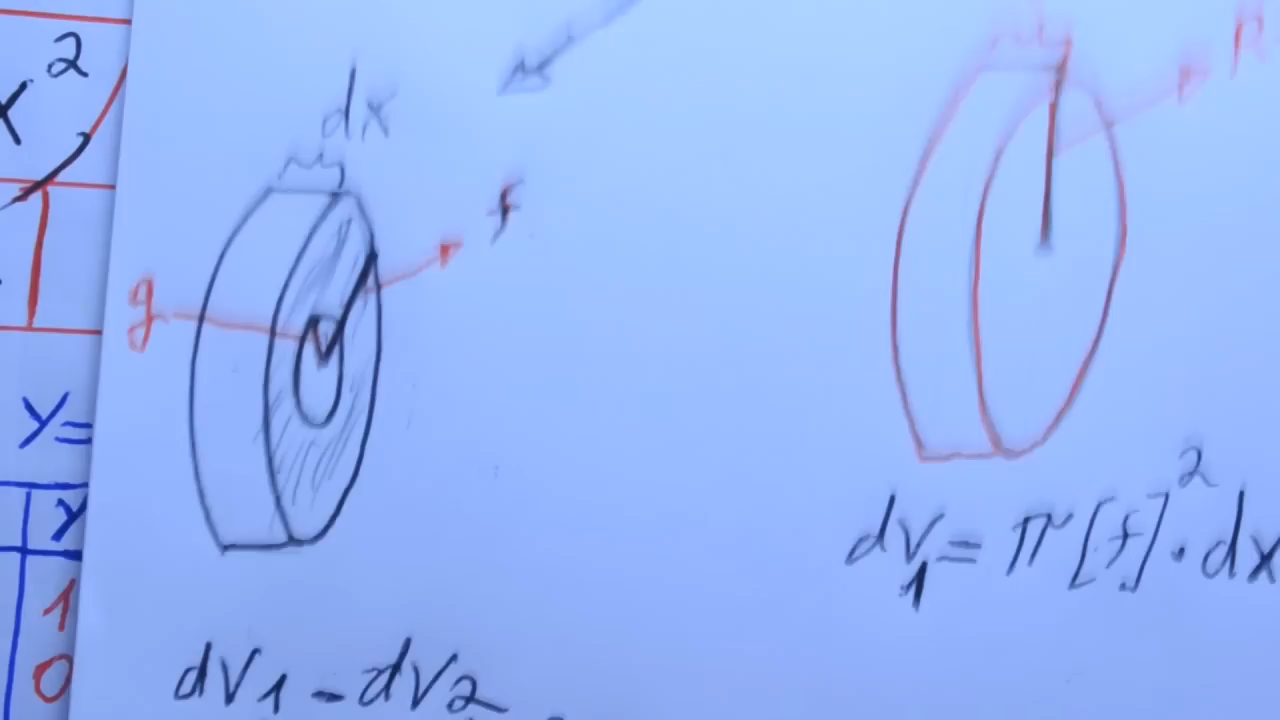 x²
dx
f
g
y=
y
1
0
dV₁ = π[f]² · dx
dV1 - dV2